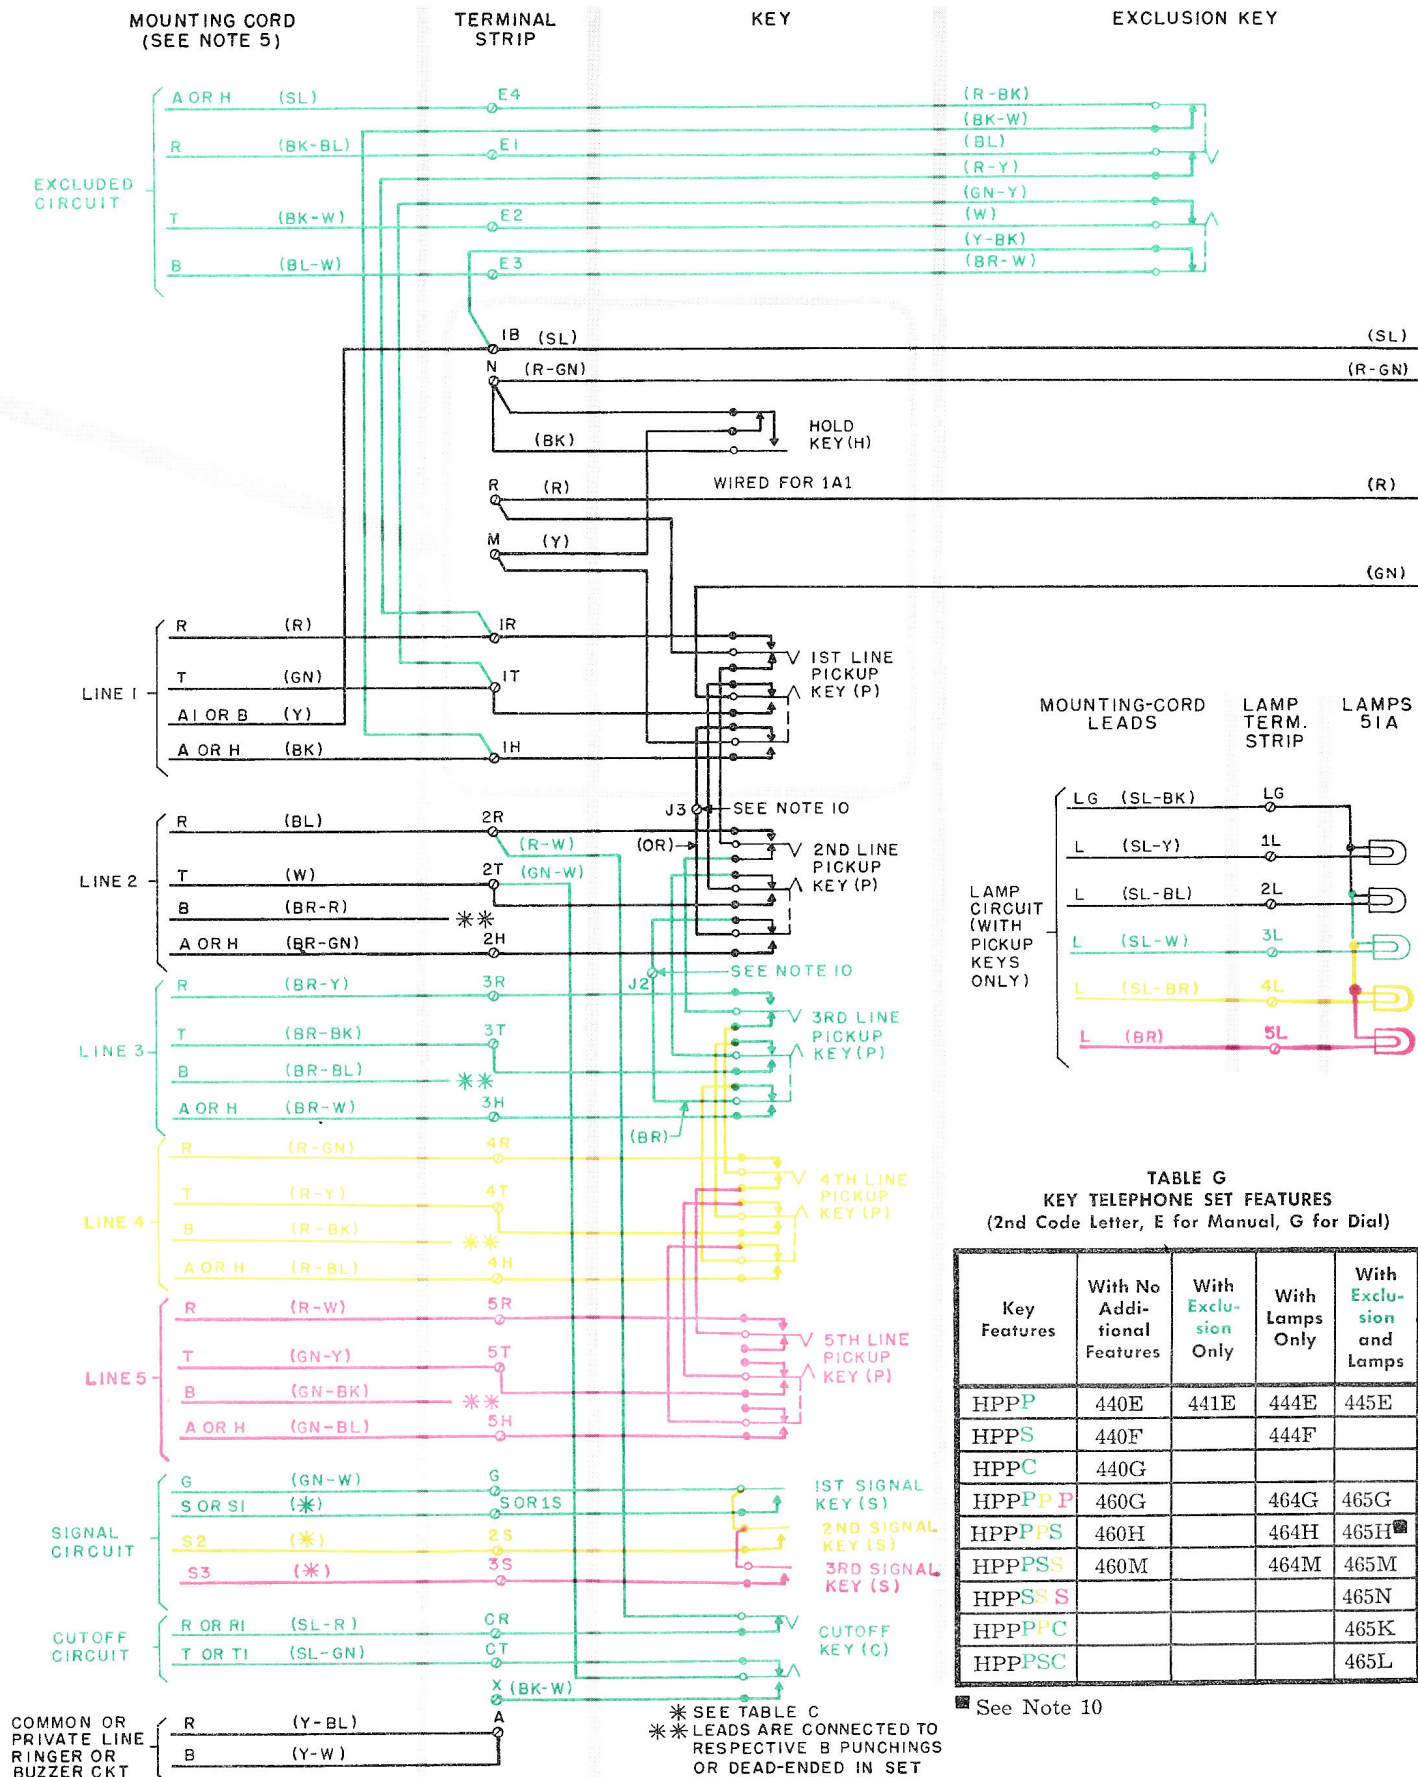 MOUNTING CORD
(SEE NOTE 5)
TERMINAL
STRIP
KEY
EXCLUSION KEY
A OR H (SL) E4 (R-BK)
(BK-W)
R (BK-BL) E1 (BL)
(R-Y)
EXCLUDED
CIRCUIT
(GN-Y)
T (BK-W) E2 (W)
(Y-BK)
B (BL-W) E3 (BR-W)
1B (SL) (SL)
N (R-GN) (R-GN)
HOLD
KEY (H)
(BK)
R (R) WIRED FOR 1A1 (R)
M (Y)
(GN)
LINE 1
R (R) 1R
1ST LINE
PICKUP
KEY (P)
T (GN) 1T
A1 OR B (Y)
A OR H (BK) 1H
J3 SEE NOTE 10
LINE 2
R (BL) 2R
(R-W) (OR)
2ND LINE
PICKUP
KEY (P)
T (W) 2T (GN-W)
B (BR-R) **
A OR H (BR-GN) 2H
J2 SEE NOTE 10
LINE 3
R (BR-Y) 3R
3RD LINE
PICKUP
KEY (P)
T (BR-BK) 3T
B (BR-BL) **
A OR H (BR-W) 3H
(BR)
LINE 4
R (R-GN) 4R
4TH LINE
PICKUP
KEY (P)
T (R-Y) 4T
B (R-BK) **
A OR H (R-BL) 4H
LINE 5
R (R-W) 5R
5TH LINE
PICKUP
KEY (P)
T (GN-Y) 5T
B (GN-BK) **
A OR H (GN-BL) 5H
SIGNAL
CIRCUIT
G (GN-W) G
1ST SIGNAL
KEY (S)
S OR S1 (*) S OR 1S
S2 (*) 2S
2ND SIGNAL
KEY (S)
S3 (*) 3S
3RD SIGNAL
KEY (S)
CUTOFF
CIRCUIT
R OR R1 (SL-R) CR
CUTOFF
KEY (C)
T OR T1 (SL-GN) CT
X (BK-W)
COMMON OR
PRIVATE LINE
RINGER OR
BUZZER CKT
R (Y-BL) A
B (Y-W)
* SEE TABLE C
** LEADS ARE CONNECTED TO
RESPECTIVE B PUNCHINGS
OR DEAD-ENDED IN SET
MOUNTING-CORD
LEADS
LAMP
TERM.
STRIP
LAMPS
51A
LAMP
CIRCUIT
(WITH
PICKUP
KEYS
ONLY)
LG (SL-BK) LG
L (SL-Y) 1L
L (SL-BL) 2L
L (SL-W) 3L
L (SL-BR) 4L
L (BR) 5L
TABLE G
KEY TELEPHONE SET FEATURES
(2nd Code Letter, E for Manual, G for Dial)
Key
Features
With No
Addi-
tional
Features
With
Exclu-
sion
Only
With
Lamps
Only
With
Exclu-
sion
and
Lamps
HPPP 440E 441E 444E 445E
HPPS 440F 444F
HPPC 440G
HPPPPP 460G 464G 465G
HPPPPS 460H 464H 465H■
HPPPSS 460M 464M 465M
HPPSSS 465N
HPPPPC 465K
HPPPSC 465L
■ See Note 10